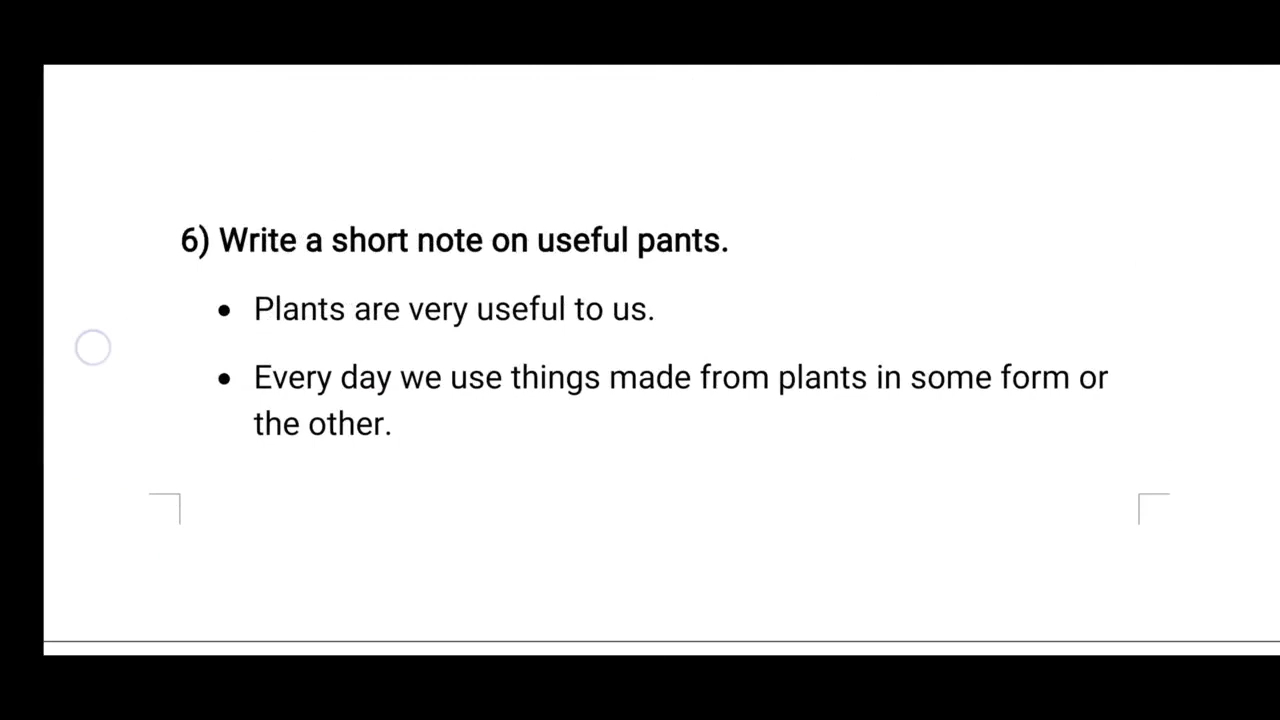 6) Write a short note on useful pants.
• Plants are very useful to us.
• Every day we use things made from plants in some form or
the other.